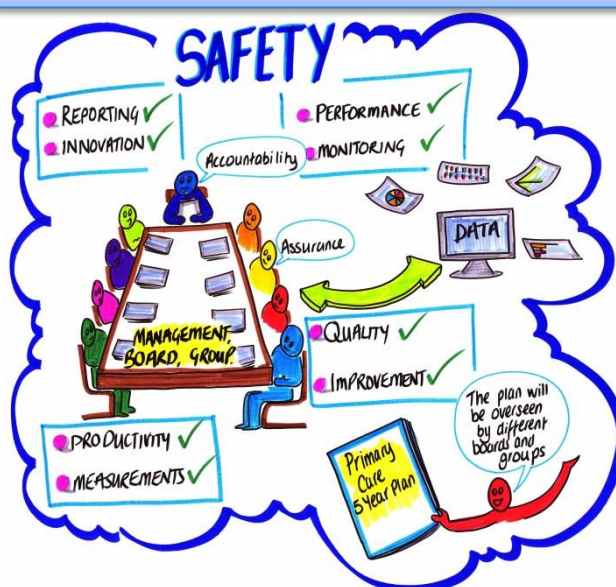 SAFETY
REPORTING
INNOVATION
PERFORMANCE
MONITORING
Accountability
Assurance
DATA
MANAGEMENT,
BOARD, GROUP.
QUALITY
IMPROVEMENT
PRODUCTIVITY
MEASUREMENTS
Primary
Care
5 Year Plan
The plan will
be overseen
by different
boards and
groups